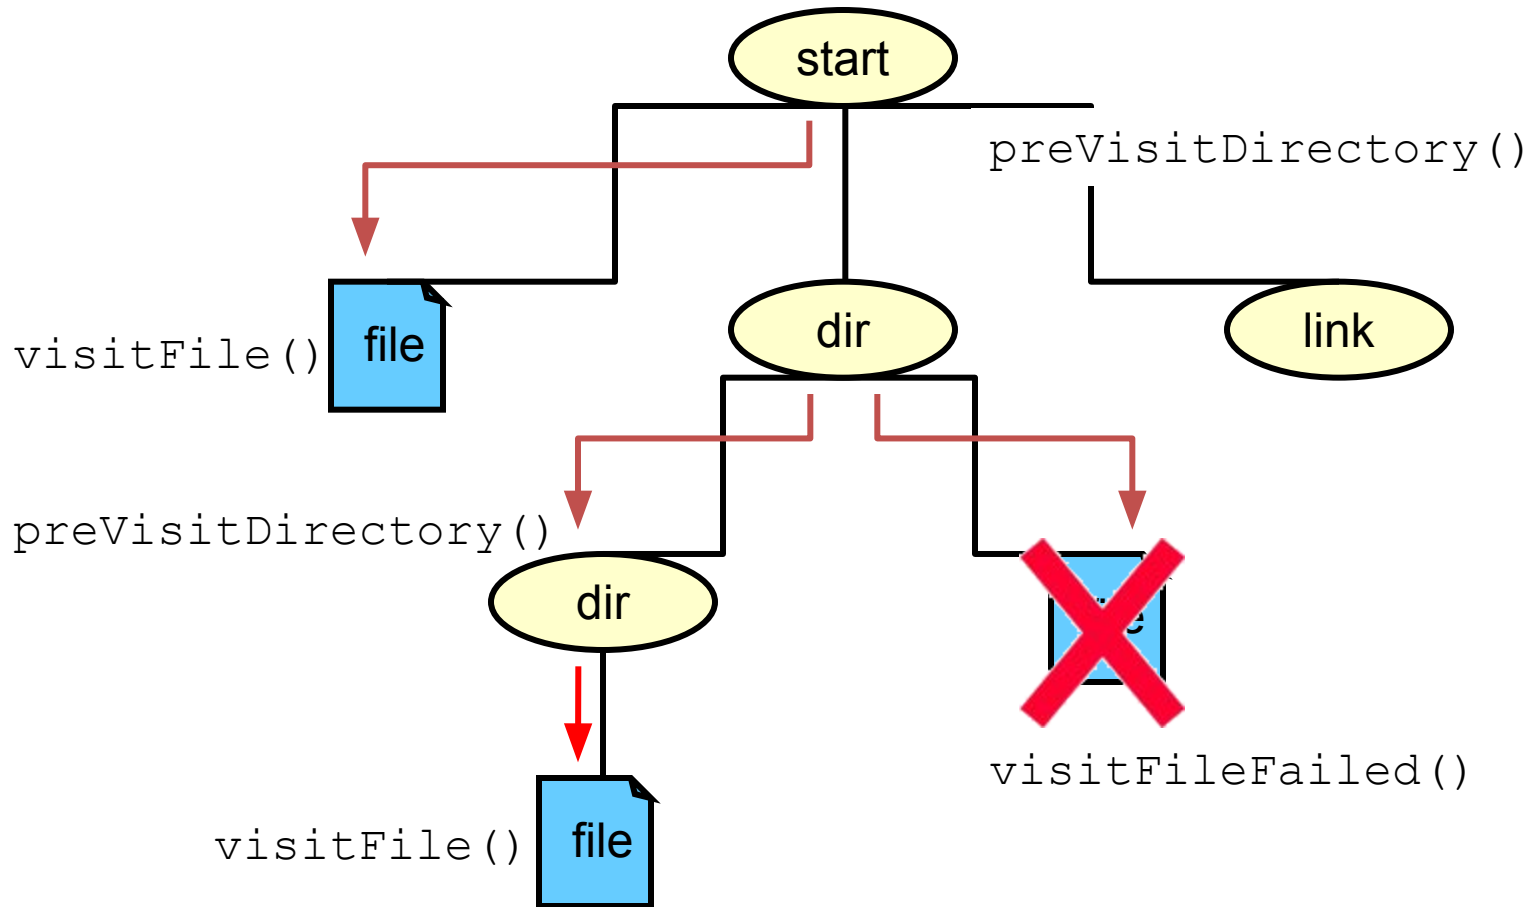 start
preVisitDirectory()
file
dir
link
visitFile()
preVisitDirectory()
dir
visitFileFailed()
visitFile()
file